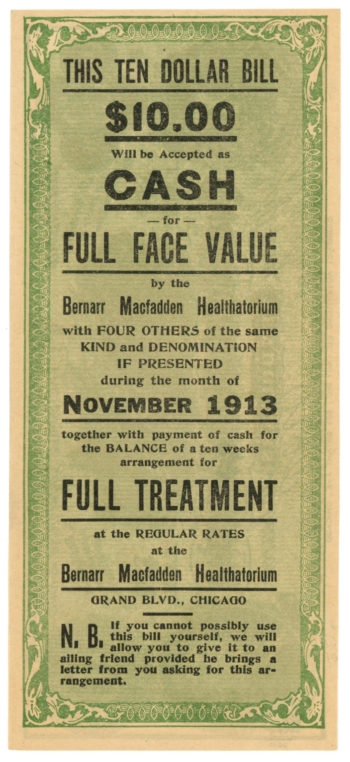 THIS TEN DOLLAR BILL
$10.00
Will be Accepted as
CASH
— for —
FULL FACE VALUE
by the
Bernarr Macfadden Healthatorium
with FOUR OTHERS of the same
KIND and DENOMINATION
IF PRESENTED
during the month of
NOVEMBER 1913
together with payment of cash for
the BALANCE of a ten weeks
arrangement for
FULL TREATMENT
at the REGULAR RATES
at the
Bernarr Macfadden Healthatorium
GRAND BLVD., CHICAGO
N. B. If you cannot possibly use
this bill yourself, we will
allow you to give it to an
ailing friend provided he brings a
letter from you asking for this ar-
rangement.